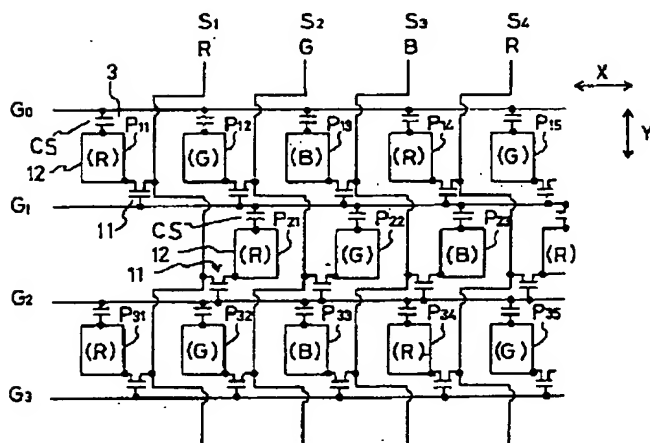 S1 S2 S3 S4
R G B R
X
G0 3
CS P11 P12 P13 P14 P15 Y
12 (R) (G) (B) (R) (G)
G1
11 CS P21 P22 P23
12 (R) (G) (B) (R)
11
G2
P31 P32 P33 P34 P35
(R) (G) (B) (R) (G)
G3